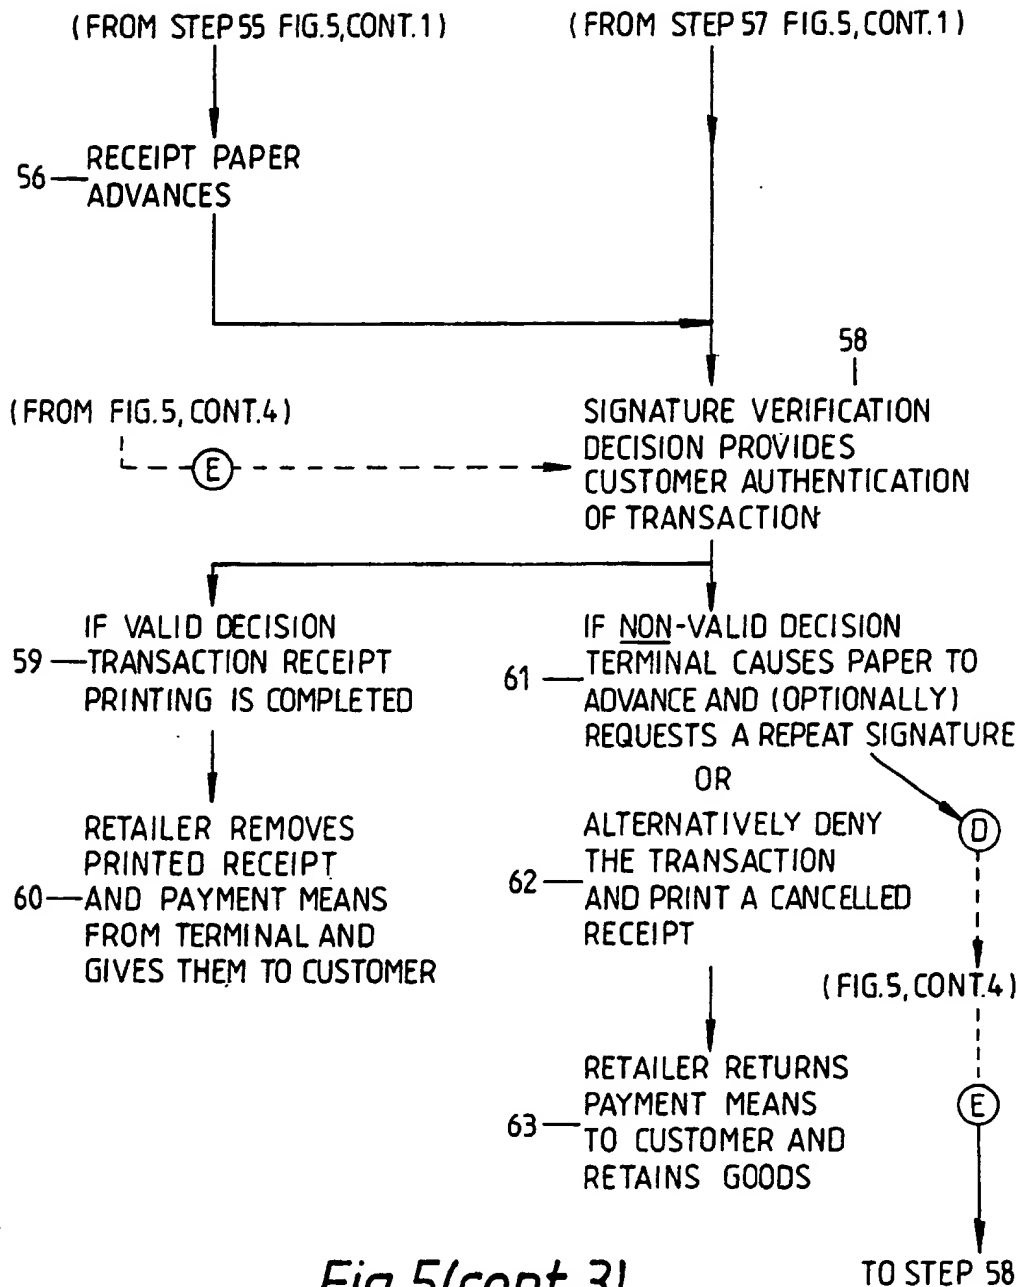 (FROM STEP 55 FIG.5,CONT.1)
(FROM STEP 57 FIG.5,CONT.1)
56
RECEIPT PAPER
ADVANCES
58
(FROM FIG.5,CONT.4)
E
SIGNATURE VERIFICATION
DECISION PROVIDES
CUSTOMER AUTHENTICATION
OF TRANSACTION
59
IF VALID DECISION
TRANSACTION RECEIPT
PRINTING IS COMPLETED
61
IF NON-VALID DECISION
TERMINAL CAUSES PAPER TO
ADVANCE AND (OPTIONALLY)
REQUESTS A REPEAT SIGNATURE
OR
D
60
RETAILER REMOVES
PRINTED RECEIPT
AND PAYMENT MEANS
FROM TERMINAL AND
GIVES THEM TO CUSTOMER
62
ALTERNATIVELY DENY
THE TRANSACTION
AND PRINT A CANCELLED
RECEIPT
(FIG.5,CONT.4)
63
RETAILER RETURNS
PAYMENT MEANS
TO CUSTOMER AND
RETAINS GOODS
E
TO STEP 58
Fig.5(cont.3)